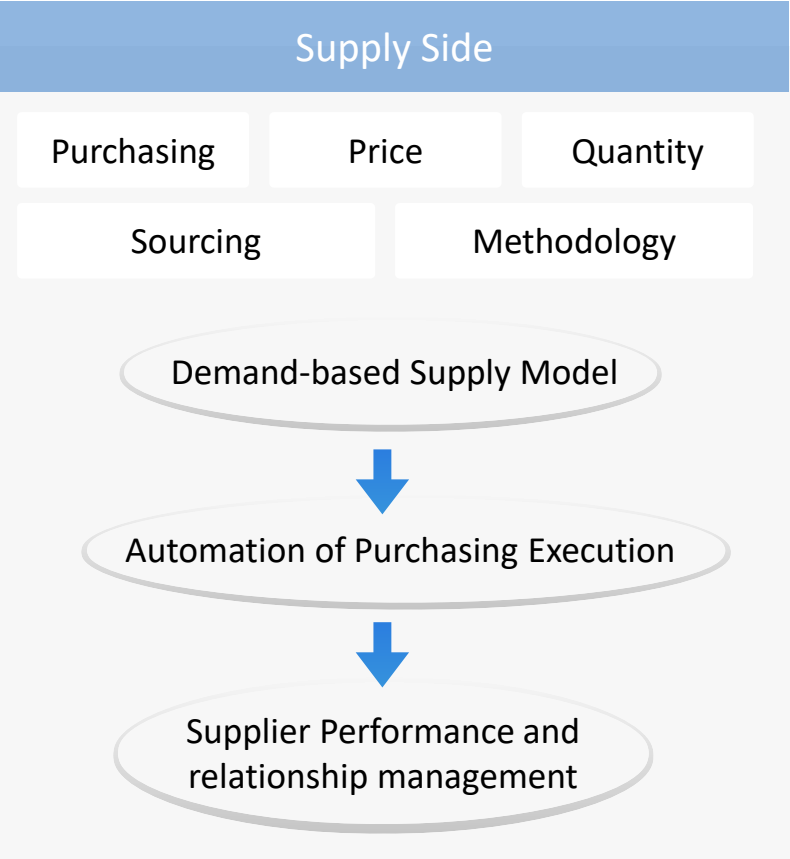 Supply Side
Purchasing
Price
Quantity
Sourcing
Methodology
Demand-based Supply Model
Automation of Purchasing Execution
Supplier Performance and
relationship management